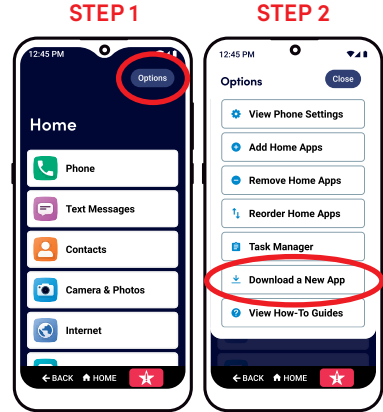 STEP 1
12:45 PM
Options
Home
Phone
Text Messages
Contacts
Camera & Photos
Internet
BACK HOME
STEP 2
12:45 PM
Options Close
View Phone Settings
Add Home Apps
Remove Home Apps
Reorder Home Apps
Task Manager
Download a New App
View How-To Guides
BACK HOME